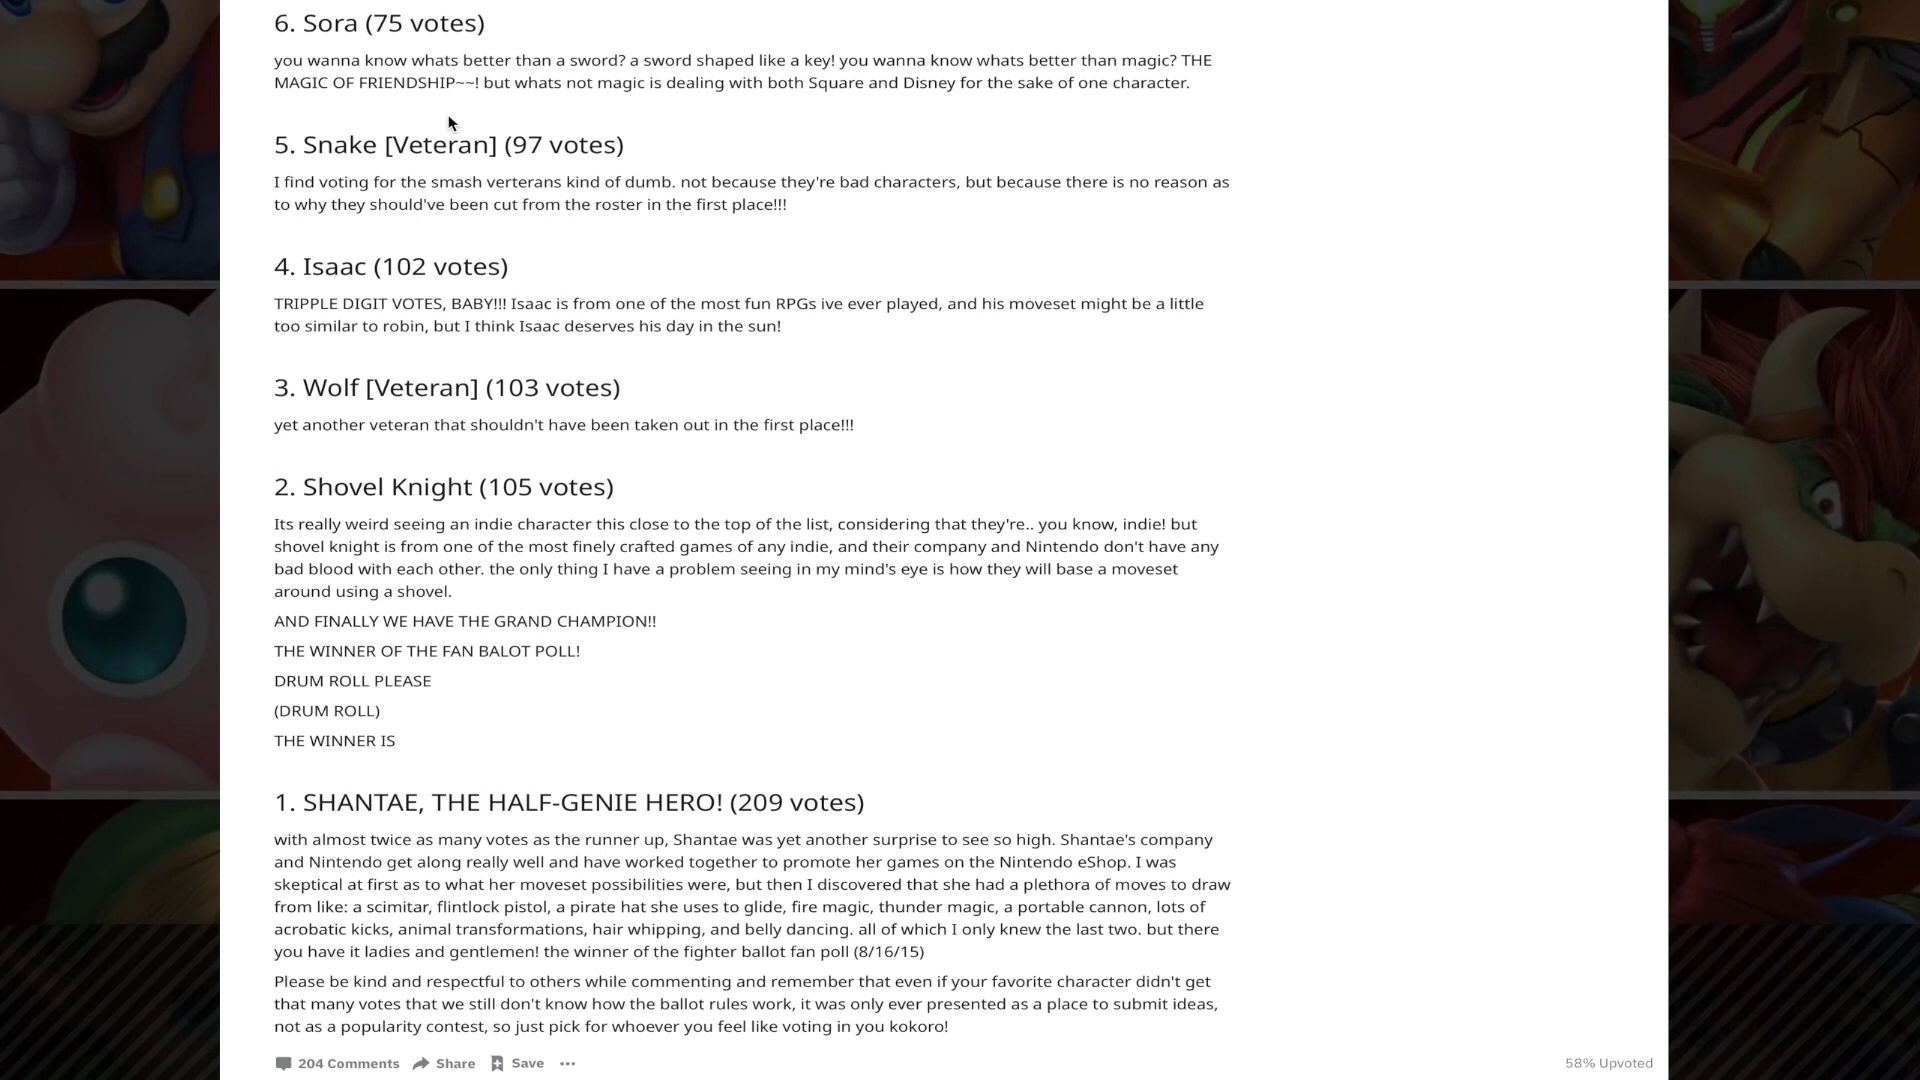 6. Sora (75 votes)
you wanna know whats better than a sword? a sword shaped like a key! you wanna know whats better than magic? THE
MAGIC OF FRIENDSHIP~~! but whats not magic is dealing with both Square and Disney for the sake of one character.
5. Snake [Veteran] (97 votes)
I find voting for the smash verterans kind of dumb. not because they're bad characters, but because there is no reason as
to why they should've been cut from the roster in the first place!!!
4. Isaac (102 votes)
TRIPPLE DIGIT VOTES, BABY!!! Isaac is from one of the most fun RPGs ive ever played, and his moveset might be a little
too similar to robin, but I think Isaac deserves his day in the sun!
3. Wolf [Veteran] (103 votes)
yet another veteran that shouldn't have been taken out in the first place!!!
2. Shovel Knight (105 votes)
Its really weird seeing an indie character this close to the top of the list, considering that they're.. you know, indie! but
shovel knight is from one of the most finely crafted games of any indie, and their company and Nintendo don't have any
bad blood with each other. the only thing I have a problem seeing in my mind's eye is how they will base a moveset
around using a shovel.
AND FINALLY WE HAVE THE GRAND CHAMPION!!
THE WINNER OF THE FAN BALOT POLL!
DRUM ROLL PLEASE
(DRUM ROLL)
THE WINNER IS
1. SHANTAE, THE HALF-GENIE HERO! (209 votes)
with almost twice as many votes as the runner up, Shantae was yet another surprise to see so high. Shantae's company
and Nintendo get along really well and have worked together to promote her games on the Nintendo eShop. I was
skeptical at first as to what her moveset possibilities were, but then I discovered that she had a plethora of moves to draw
from like: a scimitar, flintlock pistol, a pirate hat she uses to glide, fire magic, thunder magic, a portable cannon, lots of
acrobatic kicks, animal transformations, hair whipping, and belly dancing. all of which I only knew the last two. but there
you have it ladies and gentlemen! the winner of the fighter ballot fan poll (8/16/15)
Please be kind and respectful to others while commenting and remember that even if your favorite character didn't get
that many votes that we still don't know how the ballot rules work, it was only ever presented as a place to submit ideas,
not as a popularity contest, so just pick for whoever you feel like voting in you kokoro!
204 Comments Share Save ··· 58% Upvoted